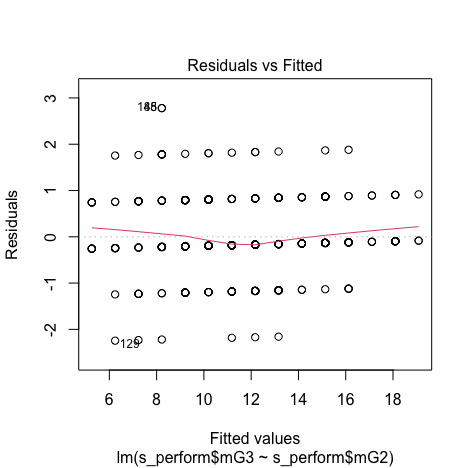 Residuals vs Fitted
3
2
1
0
-1
-2
Residuals
129
6 8 10 12 14 16 18
Fitted values
lm(s_perform$mG3 ~ s_perform$mG2)